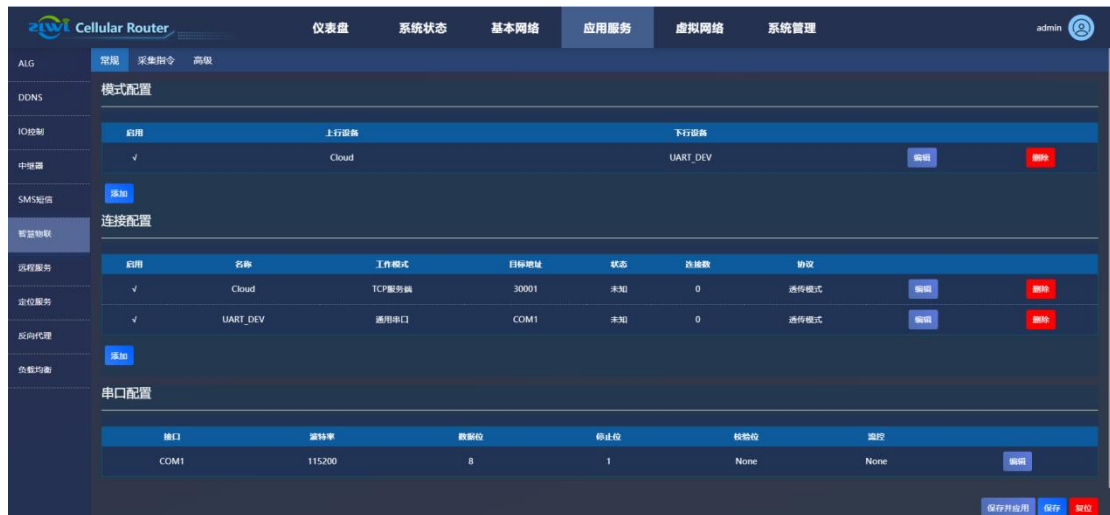 ZIWI Cellular Router 仪表盘 系统状态 基本网络 应用服务 虚拟网络 系统管理 admin
ALG
DDNS
IO控制
中继器
SMS短信
智慧物联
远程服务
定位服务
反向代理
负载均衡
常规 采集指令 高级
模式配置
启用 上行设备 下行设备
√ Cloud UART_DEV 编辑 删除
添加
连接配置
启用 名称 工作模式 目标地址 状态 连接数 协议
√ Cloud TCP服务端 30001 未知 0 透传模式 编辑 删除
√ UART_DEV 通用串口 COM1 未知 0 透传模式 编辑 删除
添加
串口配置
接口 波特率 数据位 停止位 校验位 流控
COM1 115200 8 1 None None 编辑
保存并应用 保存 复位